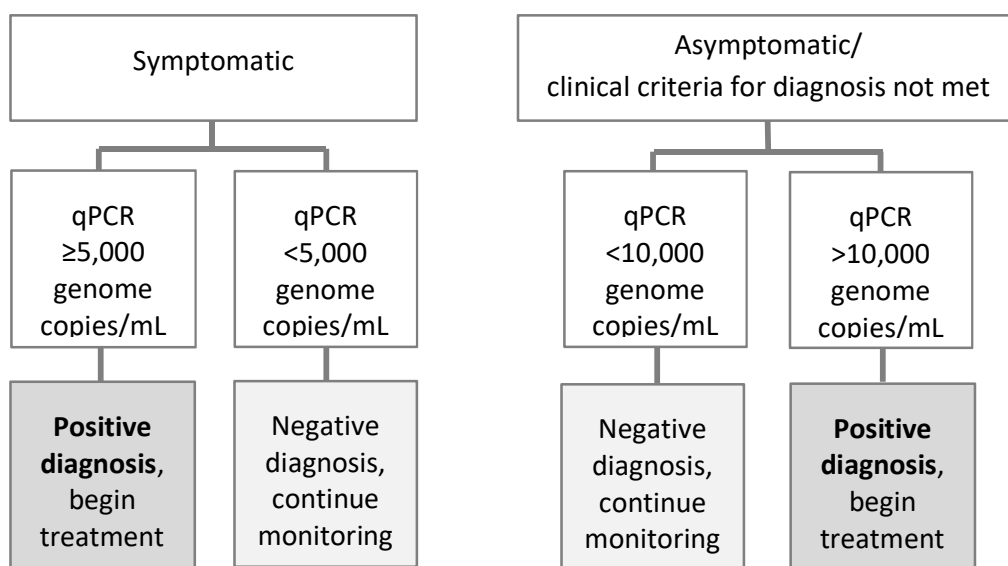 Symptomatic
Asymptomatic/
clinical criteria for diagnosis not met
qPCR
≥5,000
genome
copies/mL
qPCR
<5,000
genome
copies/mL
qPCR
<10,000
genome
copies/mL
qPCR
>10,000
genome
copies/mL
Positive
diagnosis,
begin
treatment
Negative
diagnosis,
continue
monitoring
Negative
diagnosis,
continue
monitoring
Positive
diagnosis,
begin
treatment